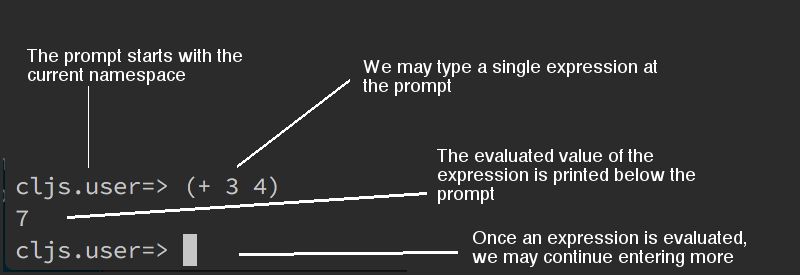 The prompt starts with the
current namespace
We may type a single expression at
the prompt
cljs.user=> (+ 3 4)
The evaluated value of the
expression is printed below the
prompt
7
cljs.user=>
Once an expression is evaluated,
we may continue entering more